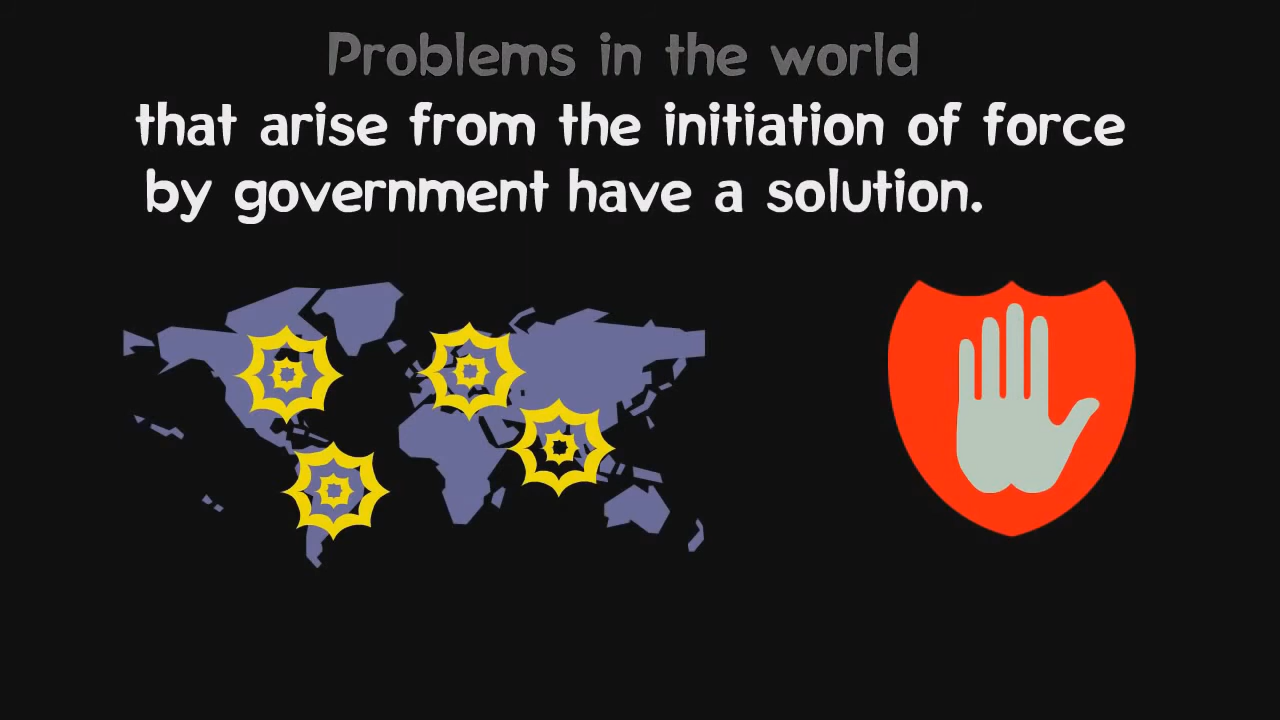 Problems in the world
that arise from the initiation of force
by government have a solution.